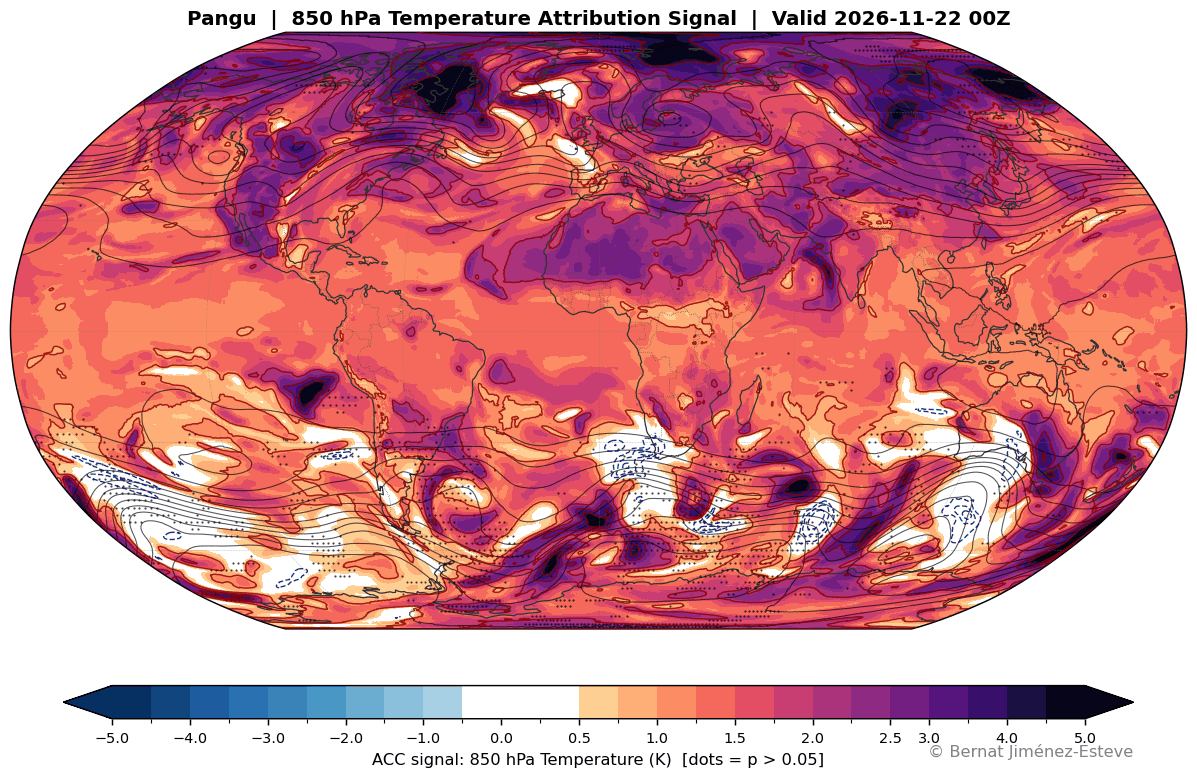 Pangu | 850 hPa Temperature Attribution Signal | Valid 2026-11-22 00Z
−5.0 −4.0 −3.0 −2.0 −1.0 0.0 0.5 1.0 1.5 2.0 2.5 3.0 4.0 5.0
© Bernat Jiménez-Esteve
ACC signal: 850 hPa Temperature (K) [dots = p > 0.05]